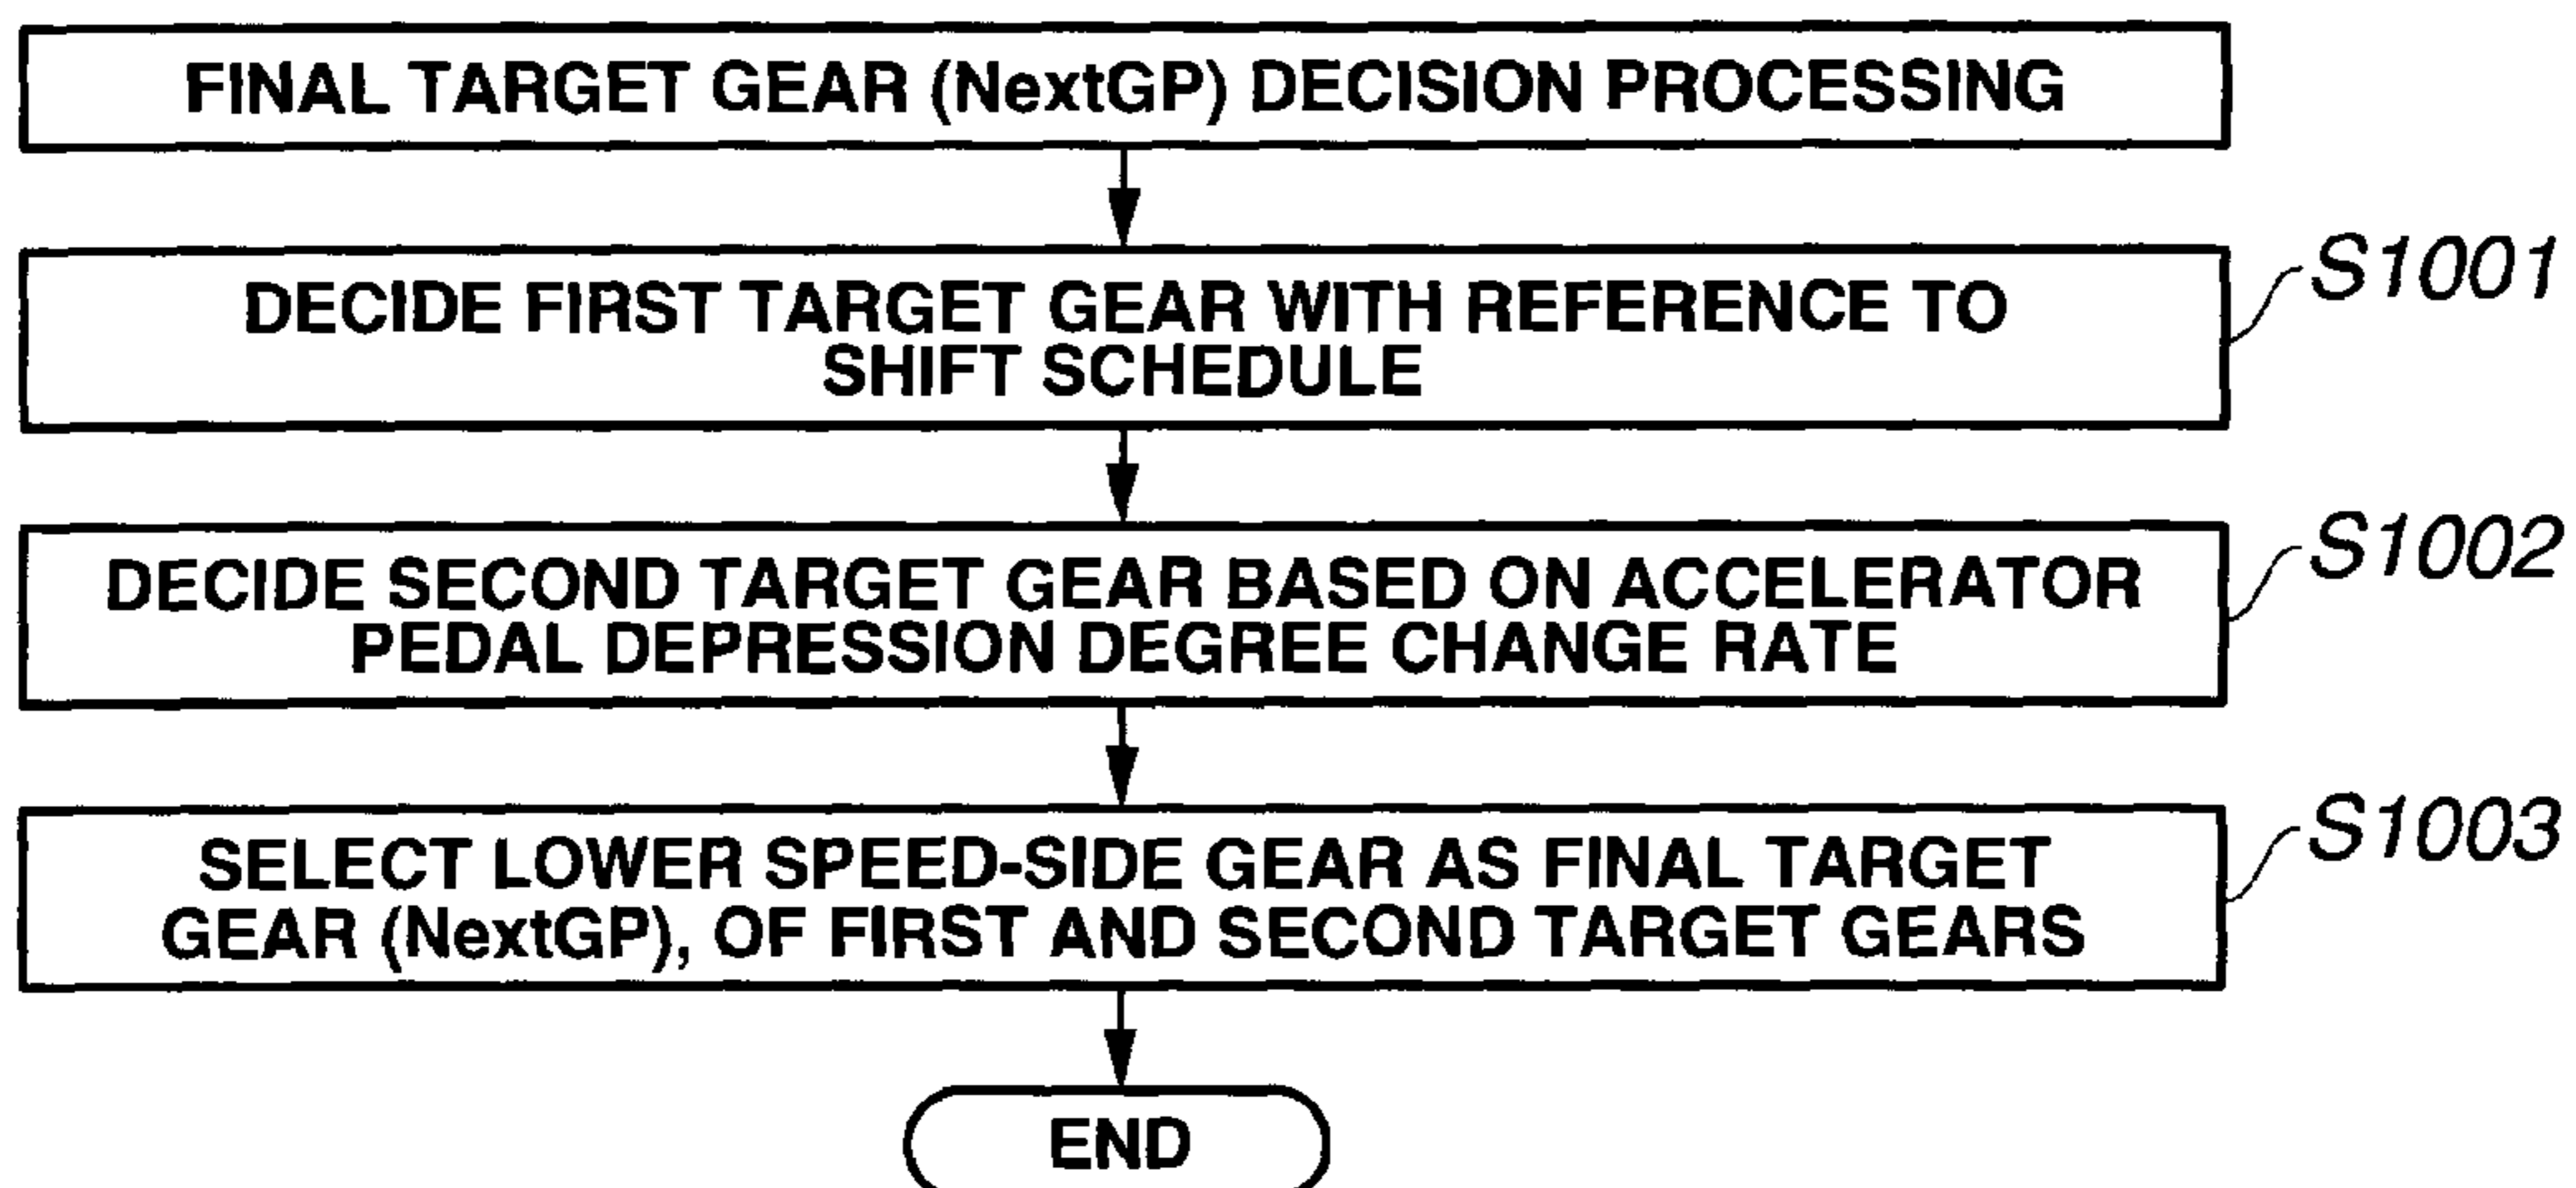 FINAL TARGET GEAR (NextGP) DECISION PROCESSING
DECIDE FIRST TARGET GEAR WITH REFERENCE TO
SHIFT SCHEDULE
S1001
DECIDE SECOND TARGET GEAR BASED ON ACCELERATOR
PEDAL DEPRESSION DEGREE CHANGE RATE
S1002
SELECT LOWER SPEED-SIDE GEAR AS FINAL TARGET
GEAR (NextGP), OF FIRST AND SECOND TARGET GEARS
S1003
END